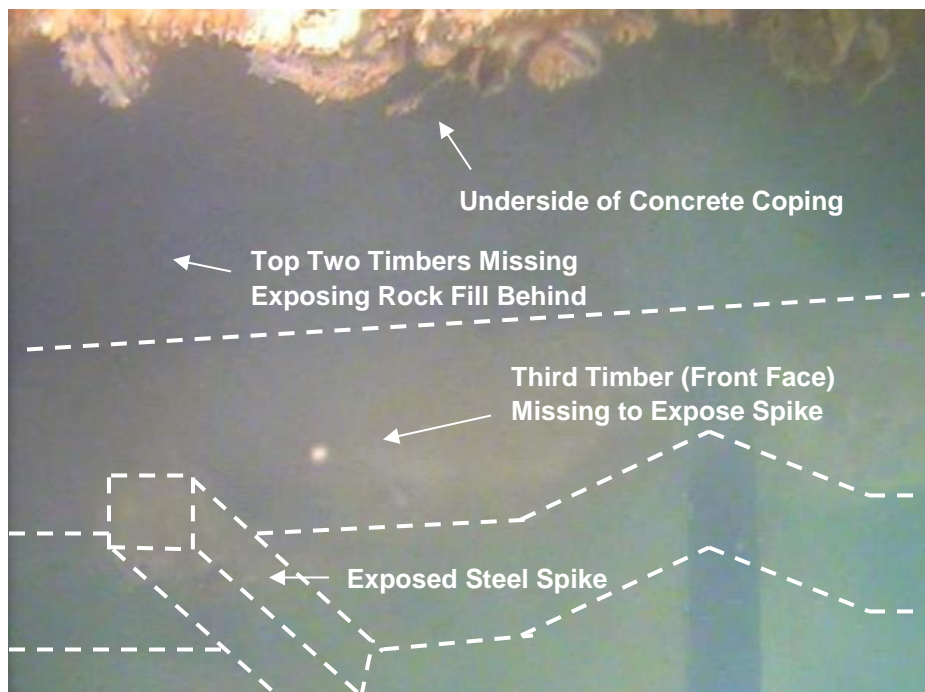 Underside of Concrete Coping
Top Two Timbers Missing
Exposing Rock Fill Behind
Third Timber (Front Face)
Missing to Expose Spike
Exposed Steel Spike